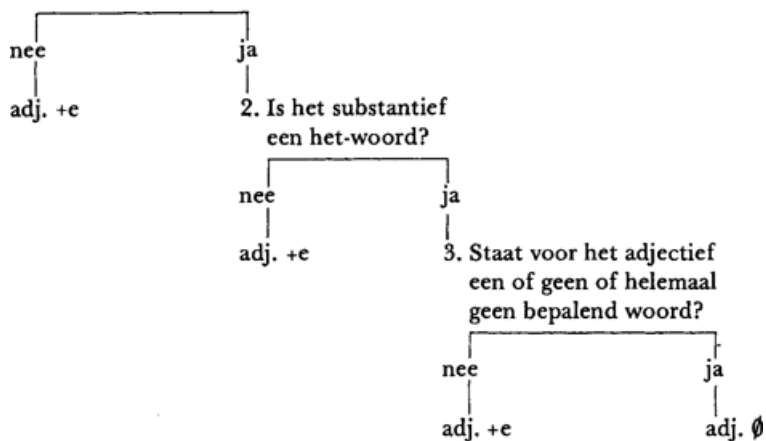 nee ja
adj. +e 2. Is het substantief
een het-woord?
nee ja
adj. +e 3. Staat voor het adjectief
een of geen of helemaal
geen bepalend woord?
nee ja
adj. +e adj. Ø